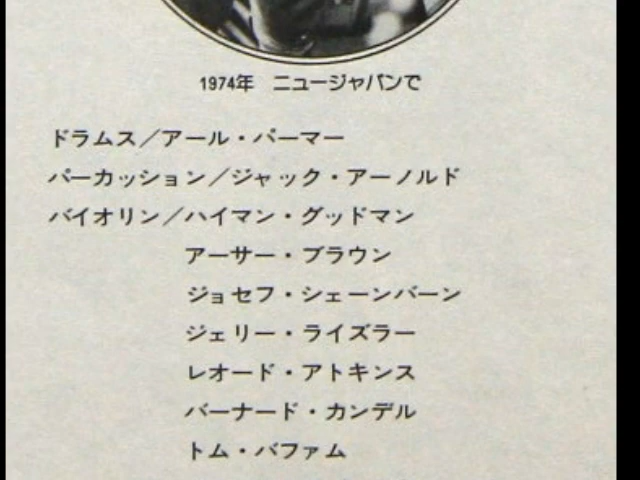 1974年　ニュージャパンで
ドラムス／アール・パーマー
パーカッション／ジャック・アーノルド
バイオリン／ハイマン・グッドマン
アーサー・ブラウン
ジョセフ・シェーンバーン
ジェリー・ライズラー
レオード・アトキンス
バーナード・カンデル
トム・バファム